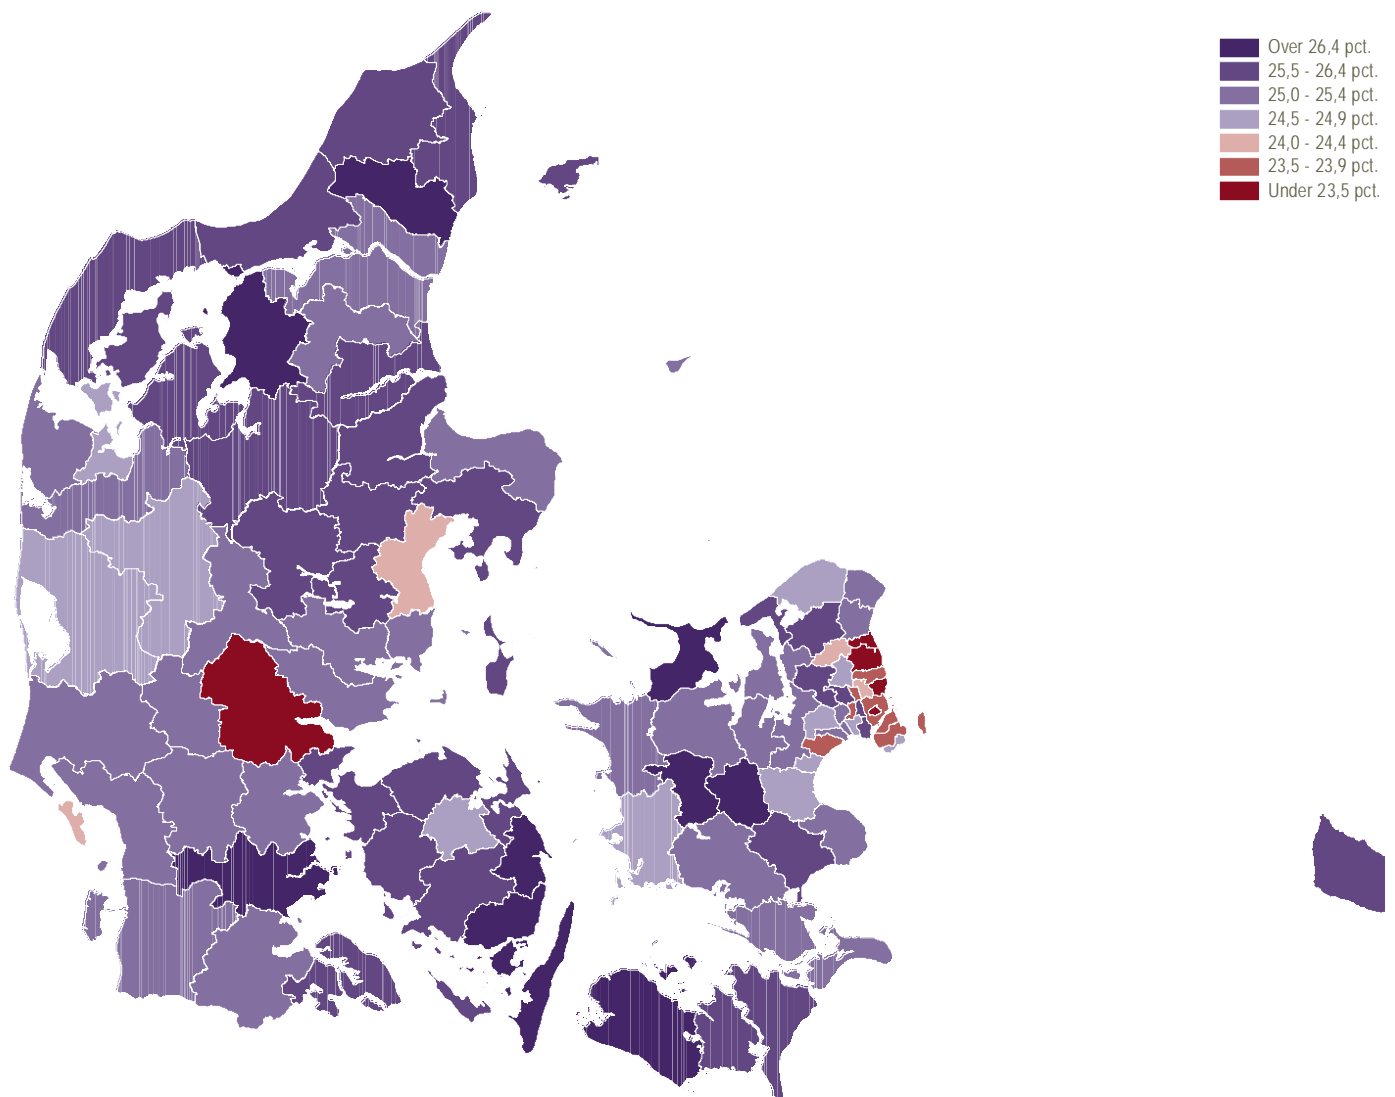 Over 26,4 pct.
25,5 - 26,4 pct.
25,0 - 25,4 pct.
24,5 - 24,9 pct.
24,0 - 24,4 pct.
23,5 - 23,9 pct.
Under 23,5 pct.